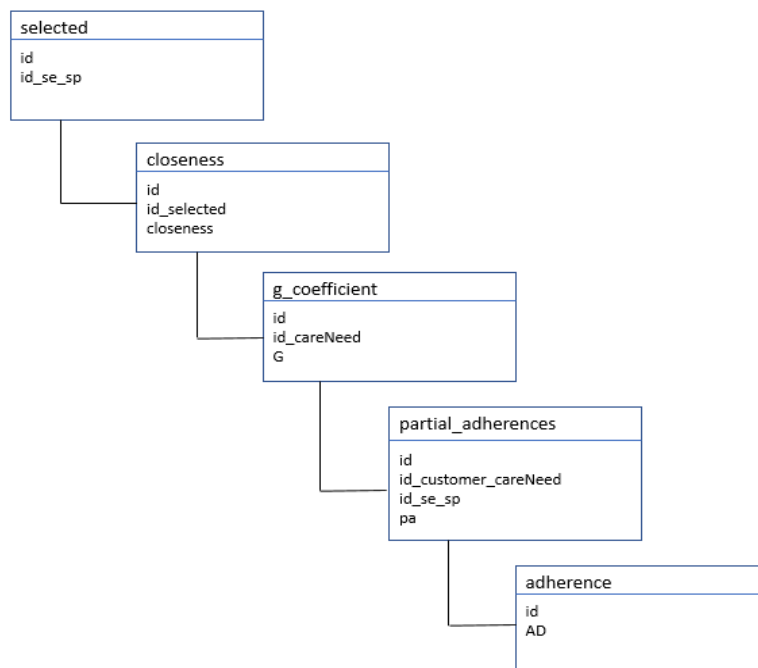 selected
id
id_se_sp
closeness
id
id_selected
closeness
g_coefficient
id
id_careNeed
G
partial_adherences
id
id_customer_careNeed
id_se_sp
pa
adherence
id
AD